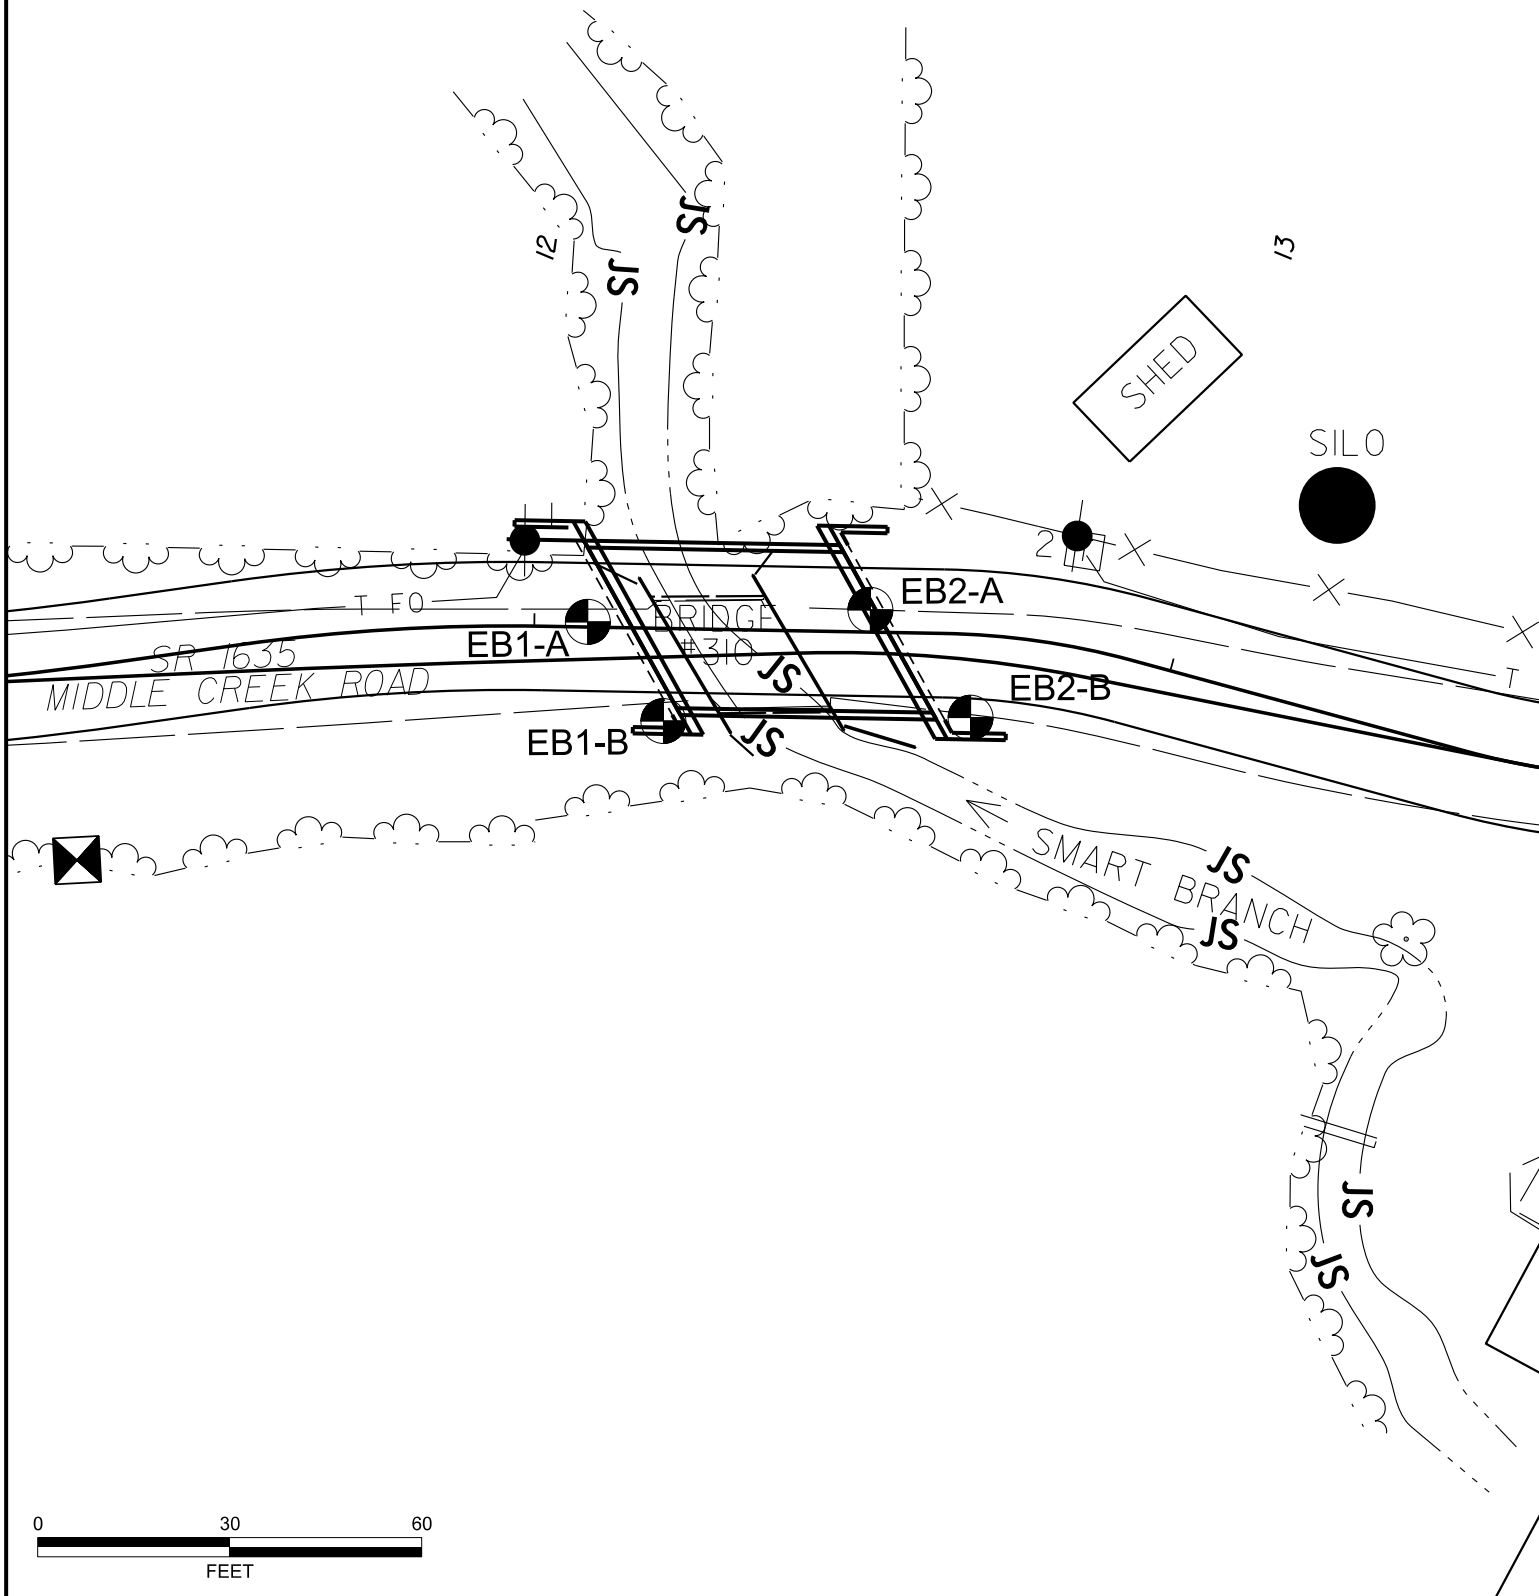 JS
12
13
JS
SHED
SILO
2
EB2-A
T FO
BRIDGE
#310
EB1-A
SR 1635
JS
T
MIDDLE CREEK ROAD
EB2-B
JS
EB1-B
SMART BRANCH
JS
JS
JS
JS
0 30 60
FEET